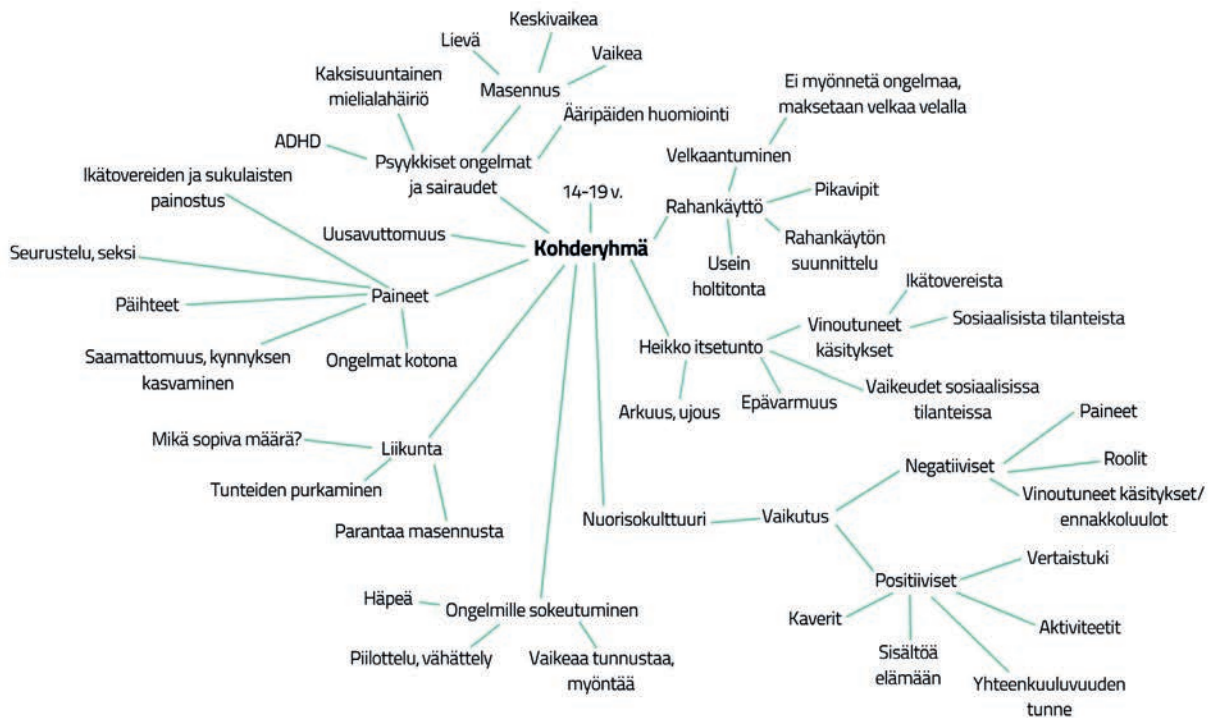 Keskivaikea
Lievä
Vaikea
Masennus
Kaksisuuntainen
mielialahäiriö
Ääripäiden huomiointi
ADHD
Psyykkiset ongelmat
ja sairaudet
Ei myönnetä ongelmaa,
maksetaan velkaa velalla
Velkaantuminen
Pikavipit
Rahankäyttö
Rahankäytön
suunnittelu
Usein
holtitonta
14-19 v.
Kohderyhmä
Uusavuttomuus
Ikätovereiden ja sukulaisten
painostus
Seurustelu, seksi
Päihteet
Paineet
Saamattomuus, kynnyksen
kasvaminen
Ongelmat kotona
Heikko itsetunto
Vinoutuneet
käsitykset
Ikätovereista
Sosiaalisista tilanteista
Vaikeudet sosiaalisissa
tilanteissa
Epävarmuus
Arkuus, ujous
Mikä sopiva määrä?
Liikunta
Tunteiden purkaminen
Parantaa masennusta
Nuorisokulttuuri
Vaikutus
Negatiiviset
Paineet
Roolit
Vinoutuneet käsitykset/
ennakkoluulot
Positiiviset
Vertaistuki
Kaverit
Aktiviteetit
Sisältöä
elämään
Yhteenkuuluvuuden
tunne
Häpeä
Ongelmille sokeutuminen
Piilottelu, vähättely
Vaikeaa tunnustaa,
myöntää